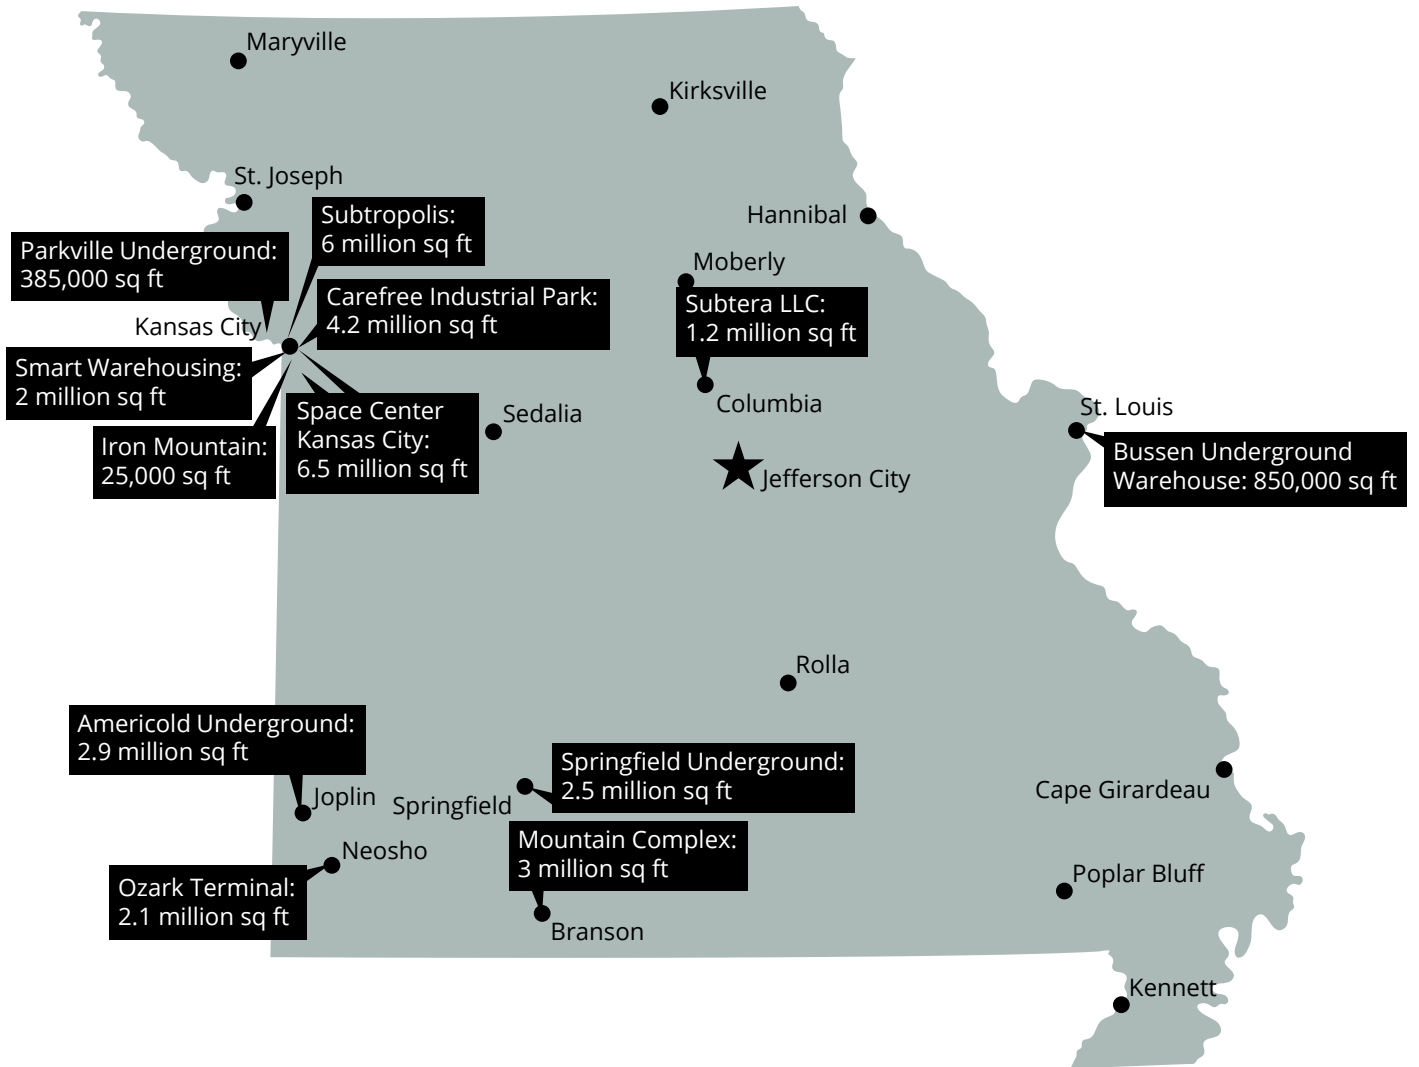 Maryville
Kirksville
St. Joseph
Subtropolis:
6 million sq ft
Hannibal
Parkville Underground:
385,000 sq ft
Moberly
Carefree Industrial Park:
4.2 million sq ft
Subtera LLC:
1.2 million sq ft
Kansas City
Smart Warehousing:
2 million sq ft
Space Center
Kansas City:
6.5 million sq ft
Sedalia
Columbia
St. Louis
Iron Mountain:
25,000 sq ft
Bussen Underground
Warehouse: 850,000 sq ft
Jefferson City
Rolla
Americold Underground:
2.9 million sq ft
Springfield Underground:
2.5 million sq ft
Joplin
Springfield
Cape Girardeau
Mountain Complex:
3 million sq ft
Neosho
Poplar Bluff
Ozark Terminal:
2.1 million sq ft
Branson
Kennett